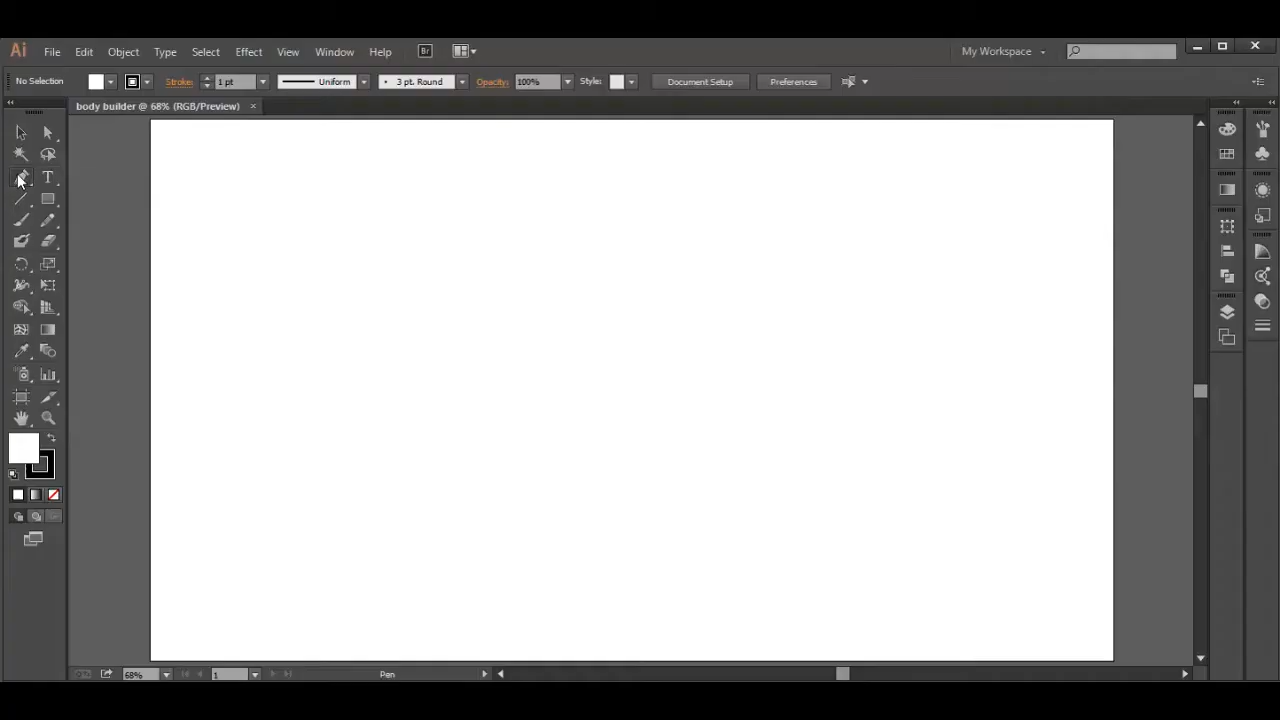 Ai File Edit Object Type Select Effect View Window Help Br My Workspace
No Selection Stroke: 1 pt Uniform 3 pt. Round Opacity: 100% Style: Document Setup Preferences
body builder @ 68% (RGB/Preview) ×
T
68% 1 Pen